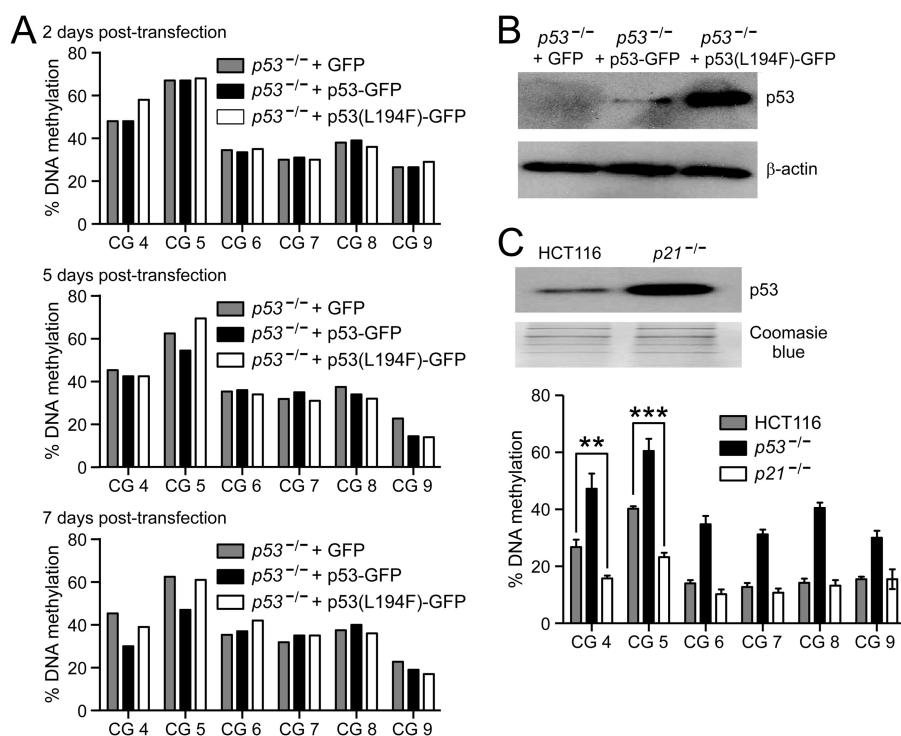 A
2 days post-transfection
% DNA methylation
80
60
40
20
0
p53−/− + GFP
p53−/− + p53-GFP
p53−/− + p53(L194F)-GFP
CG 4 CG 5 CG 6 CG 7 CG 8 CG 9
5 days post-transfection
% DNA methylation
80
60
40
20
0
p53−/− + GFP
p53−/− + p53-GFP
p53−/− + p53(L194F)-GFP
CG 4 CG 5 CG 6 CG 7 CG 8 CG 9
7 days post-transfection
% DNA methylation
80
60
40
20
0
p53−/− + GFP
p53−/− + p53-GFP
p53−/− + p53(L194F)-GFP
CG 4 CG 5 CG 6 CG 7 CG 8 CG 9
B
p53−/− p53−/− p53−/−
+ GFP + p53-GFP + p53(L194F)-GFP
p53
β-actin
C
HCT116 p21−/−
p53
Coomasie
blue
% DNA methylation
80
60
40
20
0
** ***
HCT116
p53−/−
p21−/−
CG 4 CG 5 CG 6 CG 7 CG 8 CG 9